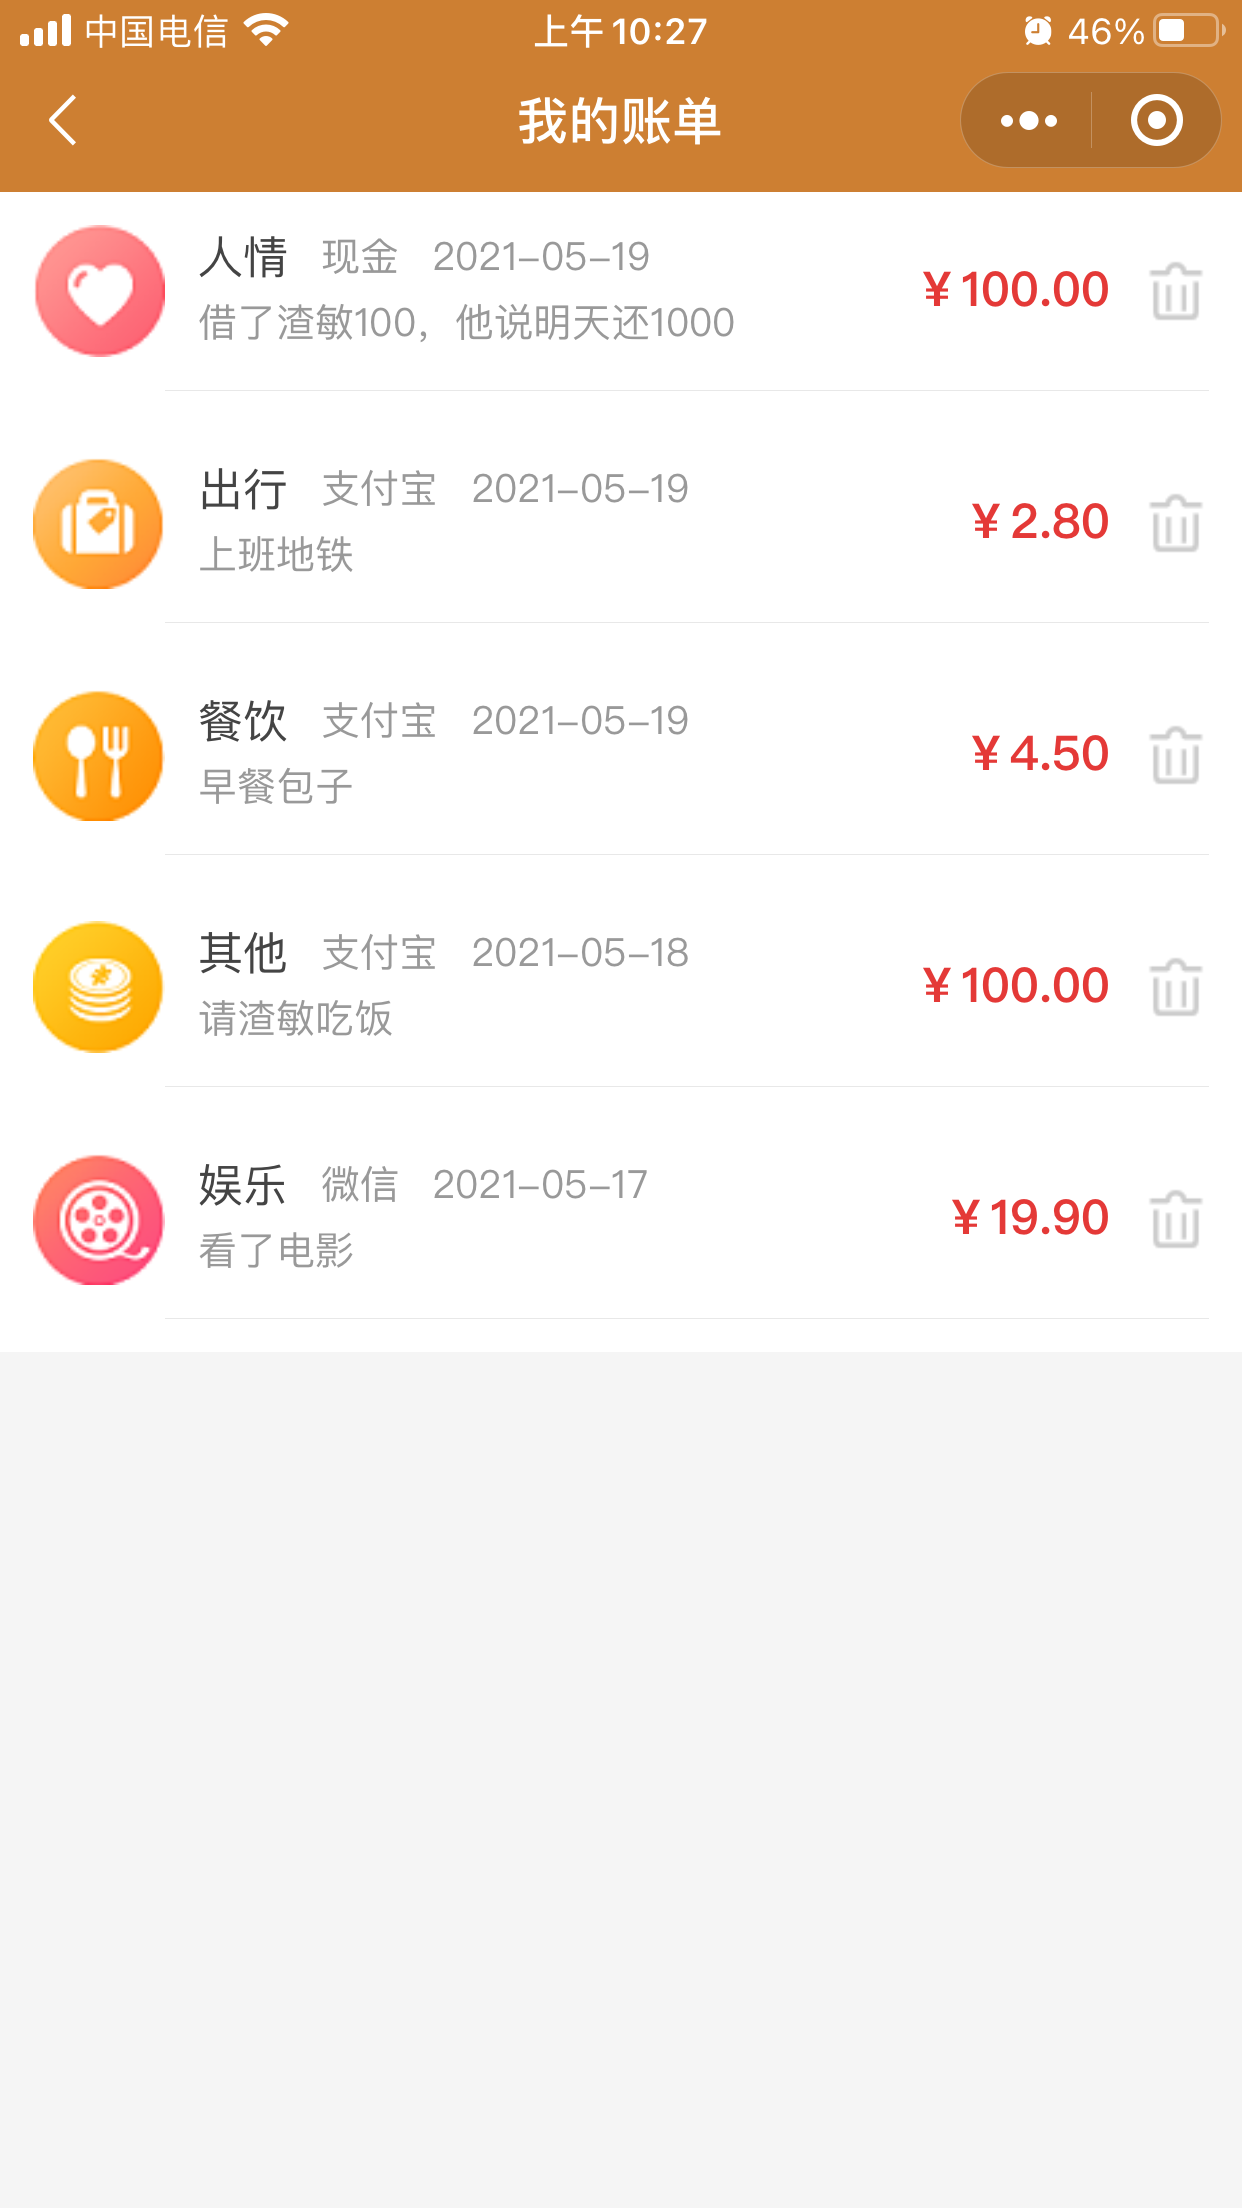 中国电信 上午10:27 46%
我的账单
人情 现金 2021-05-19
借了渣敏100，他说明天还1000
¥100.00
出行 支付宝 2021-05-19
上班地铁
¥2.80
餐饮 支付宝 2021-05-19
早餐包子
¥4.50
其他 支付宝 2021-05-18
请渣敏吃饭
¥100.00
娱乐 微信 2021-05-17
看了电影
¥19.90